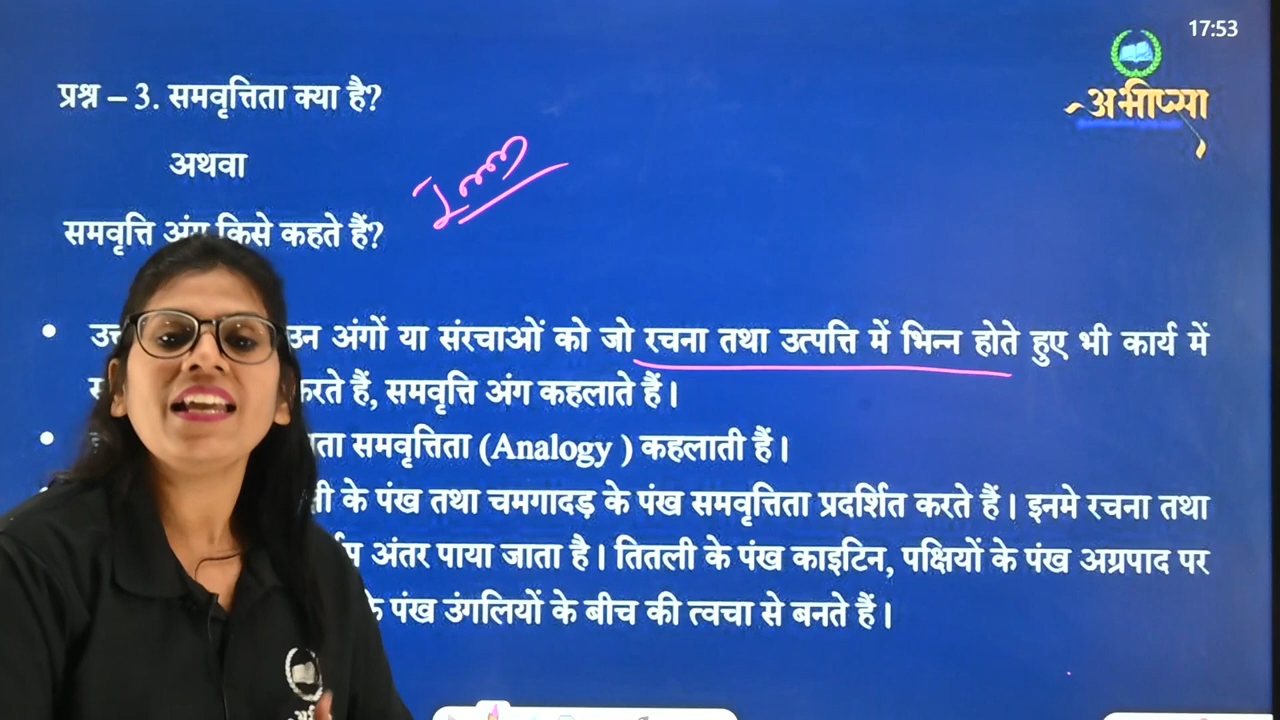 17:53
अभीप्सा
प्रश्न – 3. समवृत्तिता क्या है?
अथवा
Imp
समवृत्ति अंग किसे कहते हैं?
उन अंगों या संरचाओं को जो रचना तथा उत्पत्ति में भिन्न होते हुए भी कार्य में
करते हैं, समवृत्ति अंग कहलाते हैं।
समवृत्तिता (Analogy ) कहलाती हैं।
के पंख तथा चमगादड़ के पंख समवृत्तिता प्रदर्शित करते हैं। इनमे रचना तथा
अंतर पाया जाता है। तितली के पंख काइटिन, पक्षियों के पंख अग्रपाद पर
के पंख उंगलियों के बीच की त्वचा से बनते हैं।